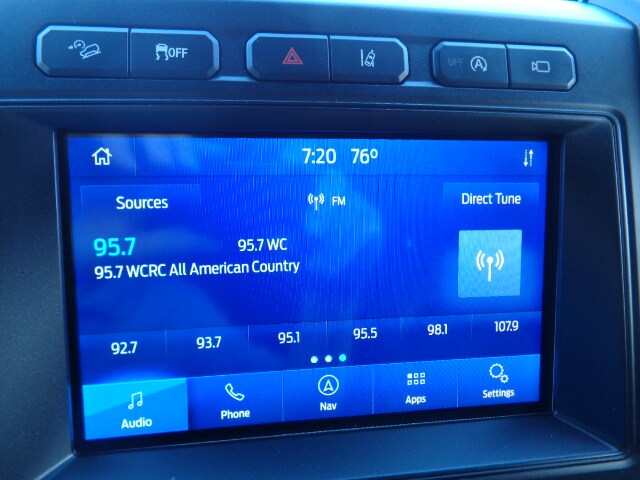 OFF
OFF A
7:20 76°
Sources FM Direct Tune
95.7 95.7 WC
95.7 WCRC All American Country
92.7 93.7 95.1 95.5 98.1 107.9
Audio Phone Nav Apps Settings